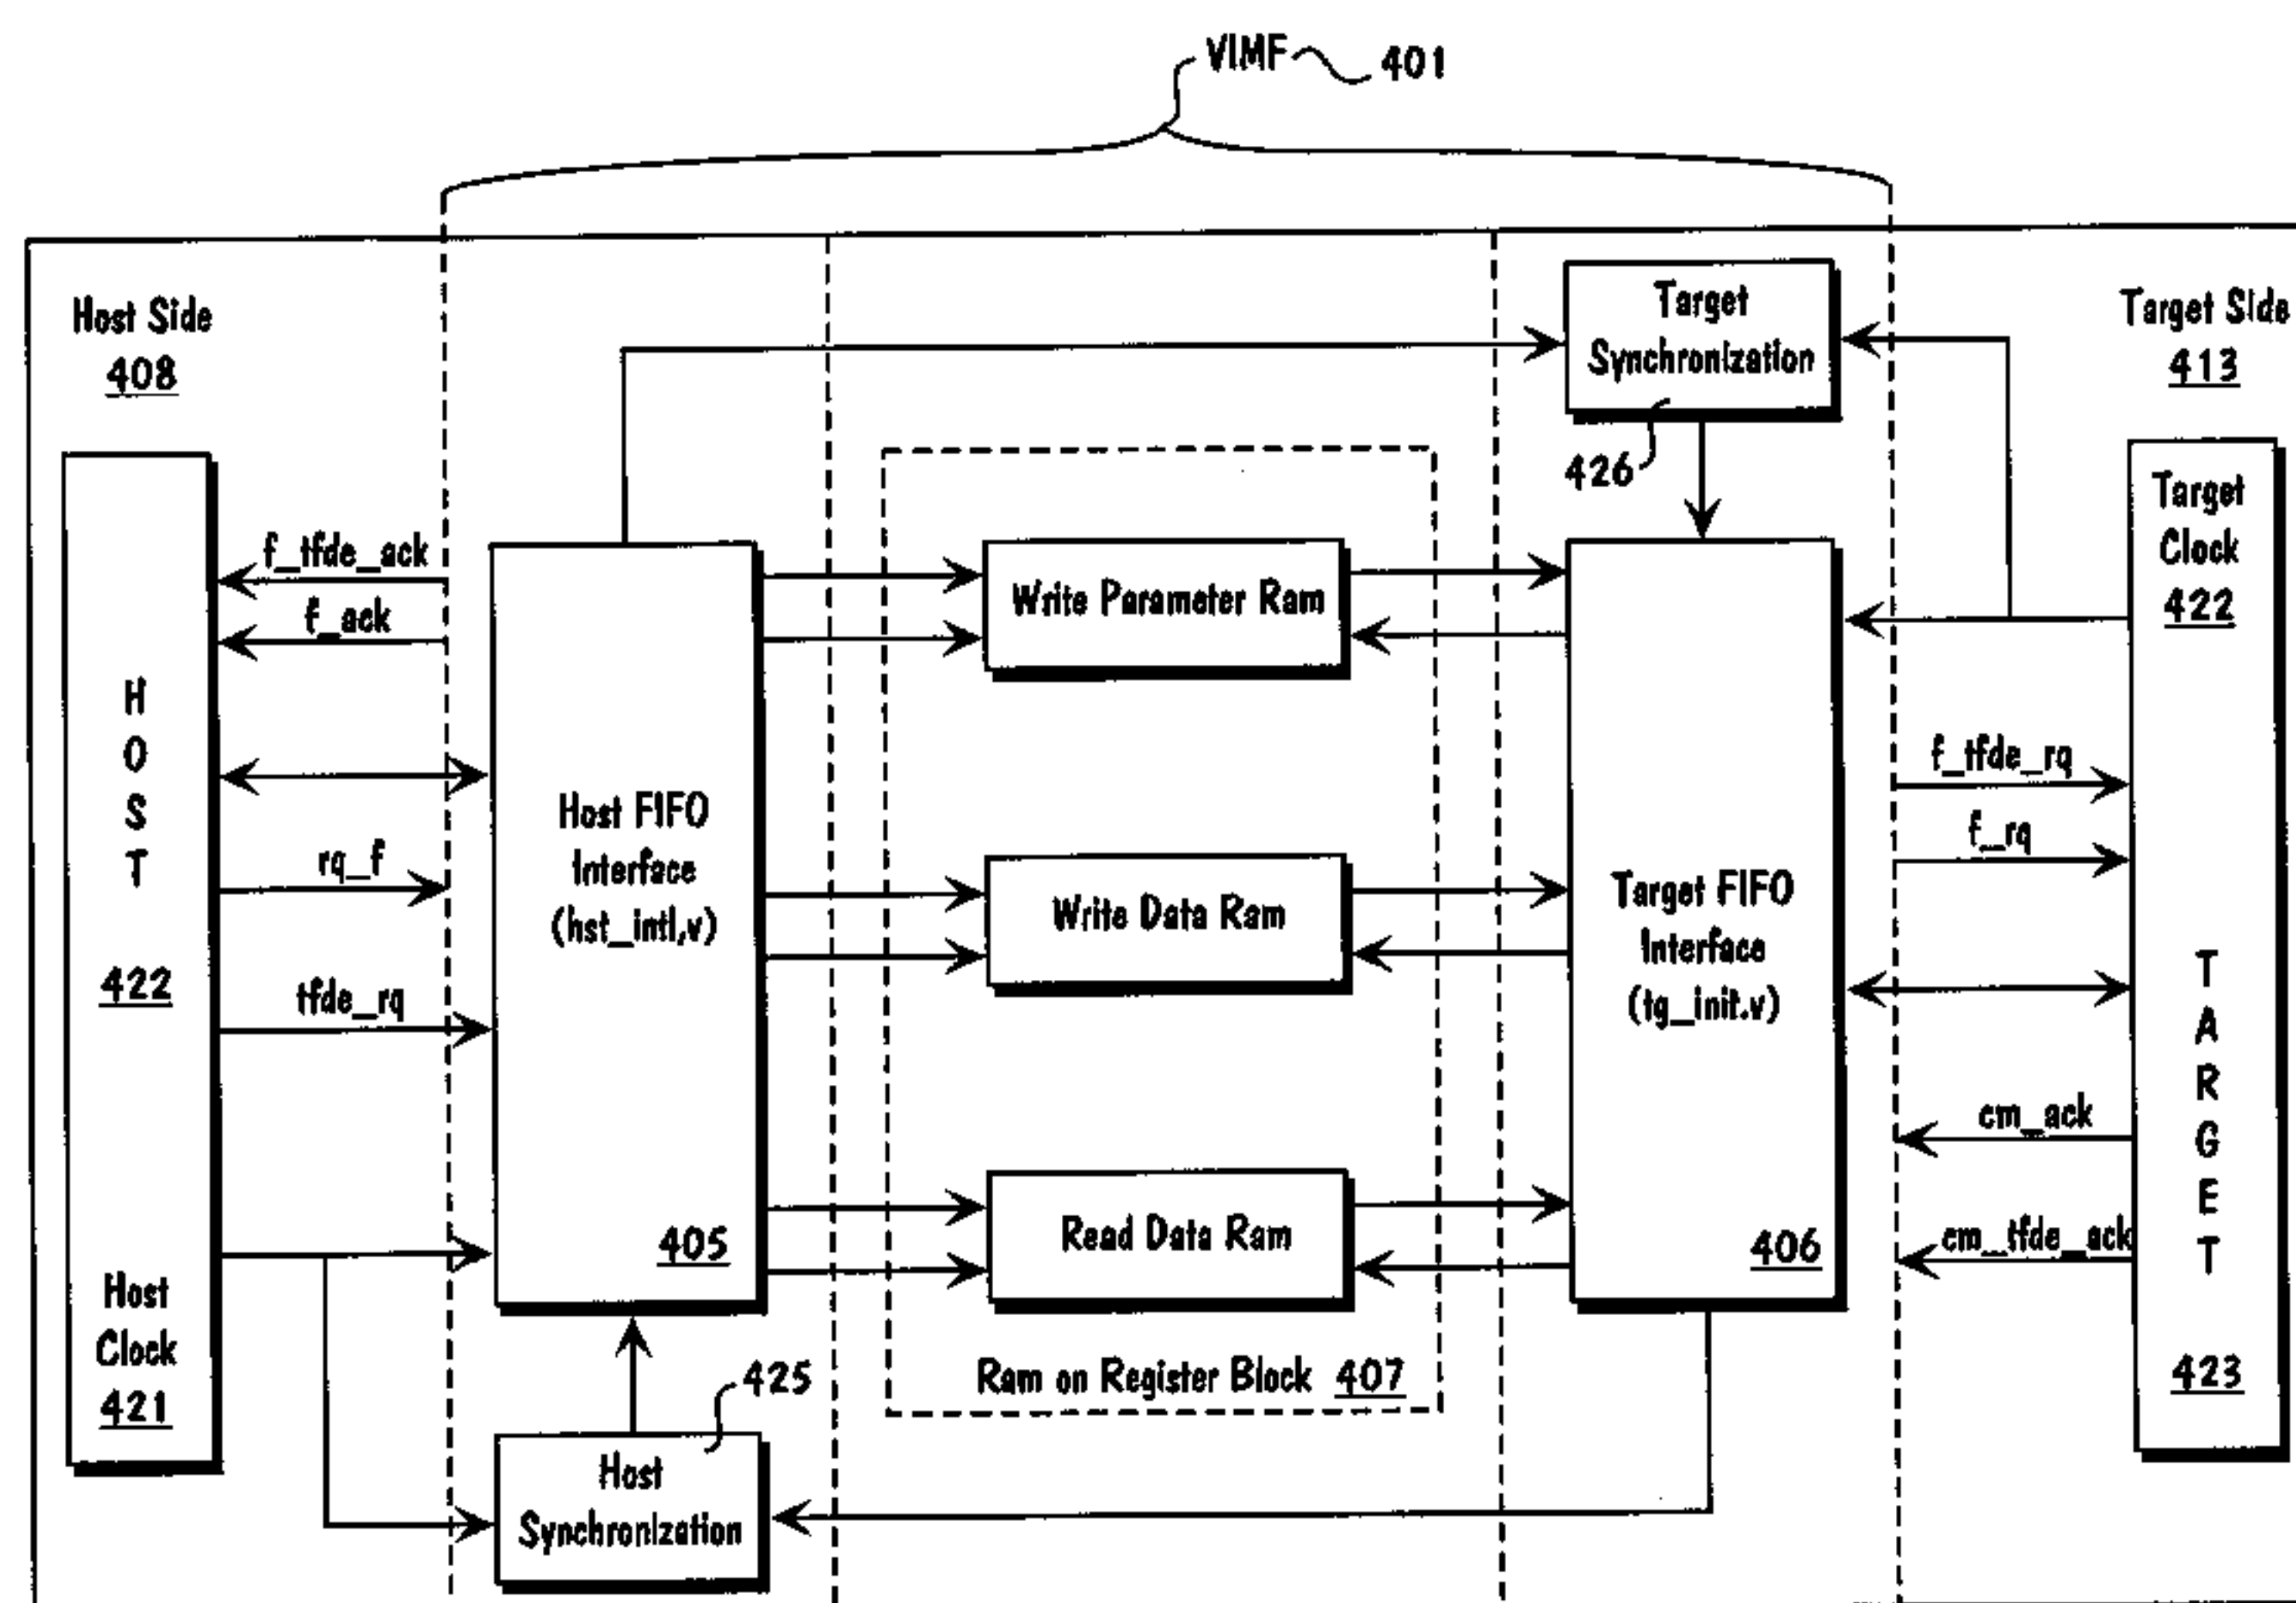 VIMF 401
Host Side
408
Target
Synchronization
426
Target Side
413
Target
Clock
422
f_tfde_ack
f_ack
HOST
rq_f
422
tfde_rq
Host
Clock
421
Host FIFO
Interface
(hst_intl,v)
405
Write Parameter Ram
Write Data Ram
Read Data Ram
Ram on Register Block 407
Target FIFO
Interface
(tg_init.v)
406
f_tfde_rq
f_rq
cm_ack
cm_tfde_ack
TARGET
423
425
Host
Synchronization